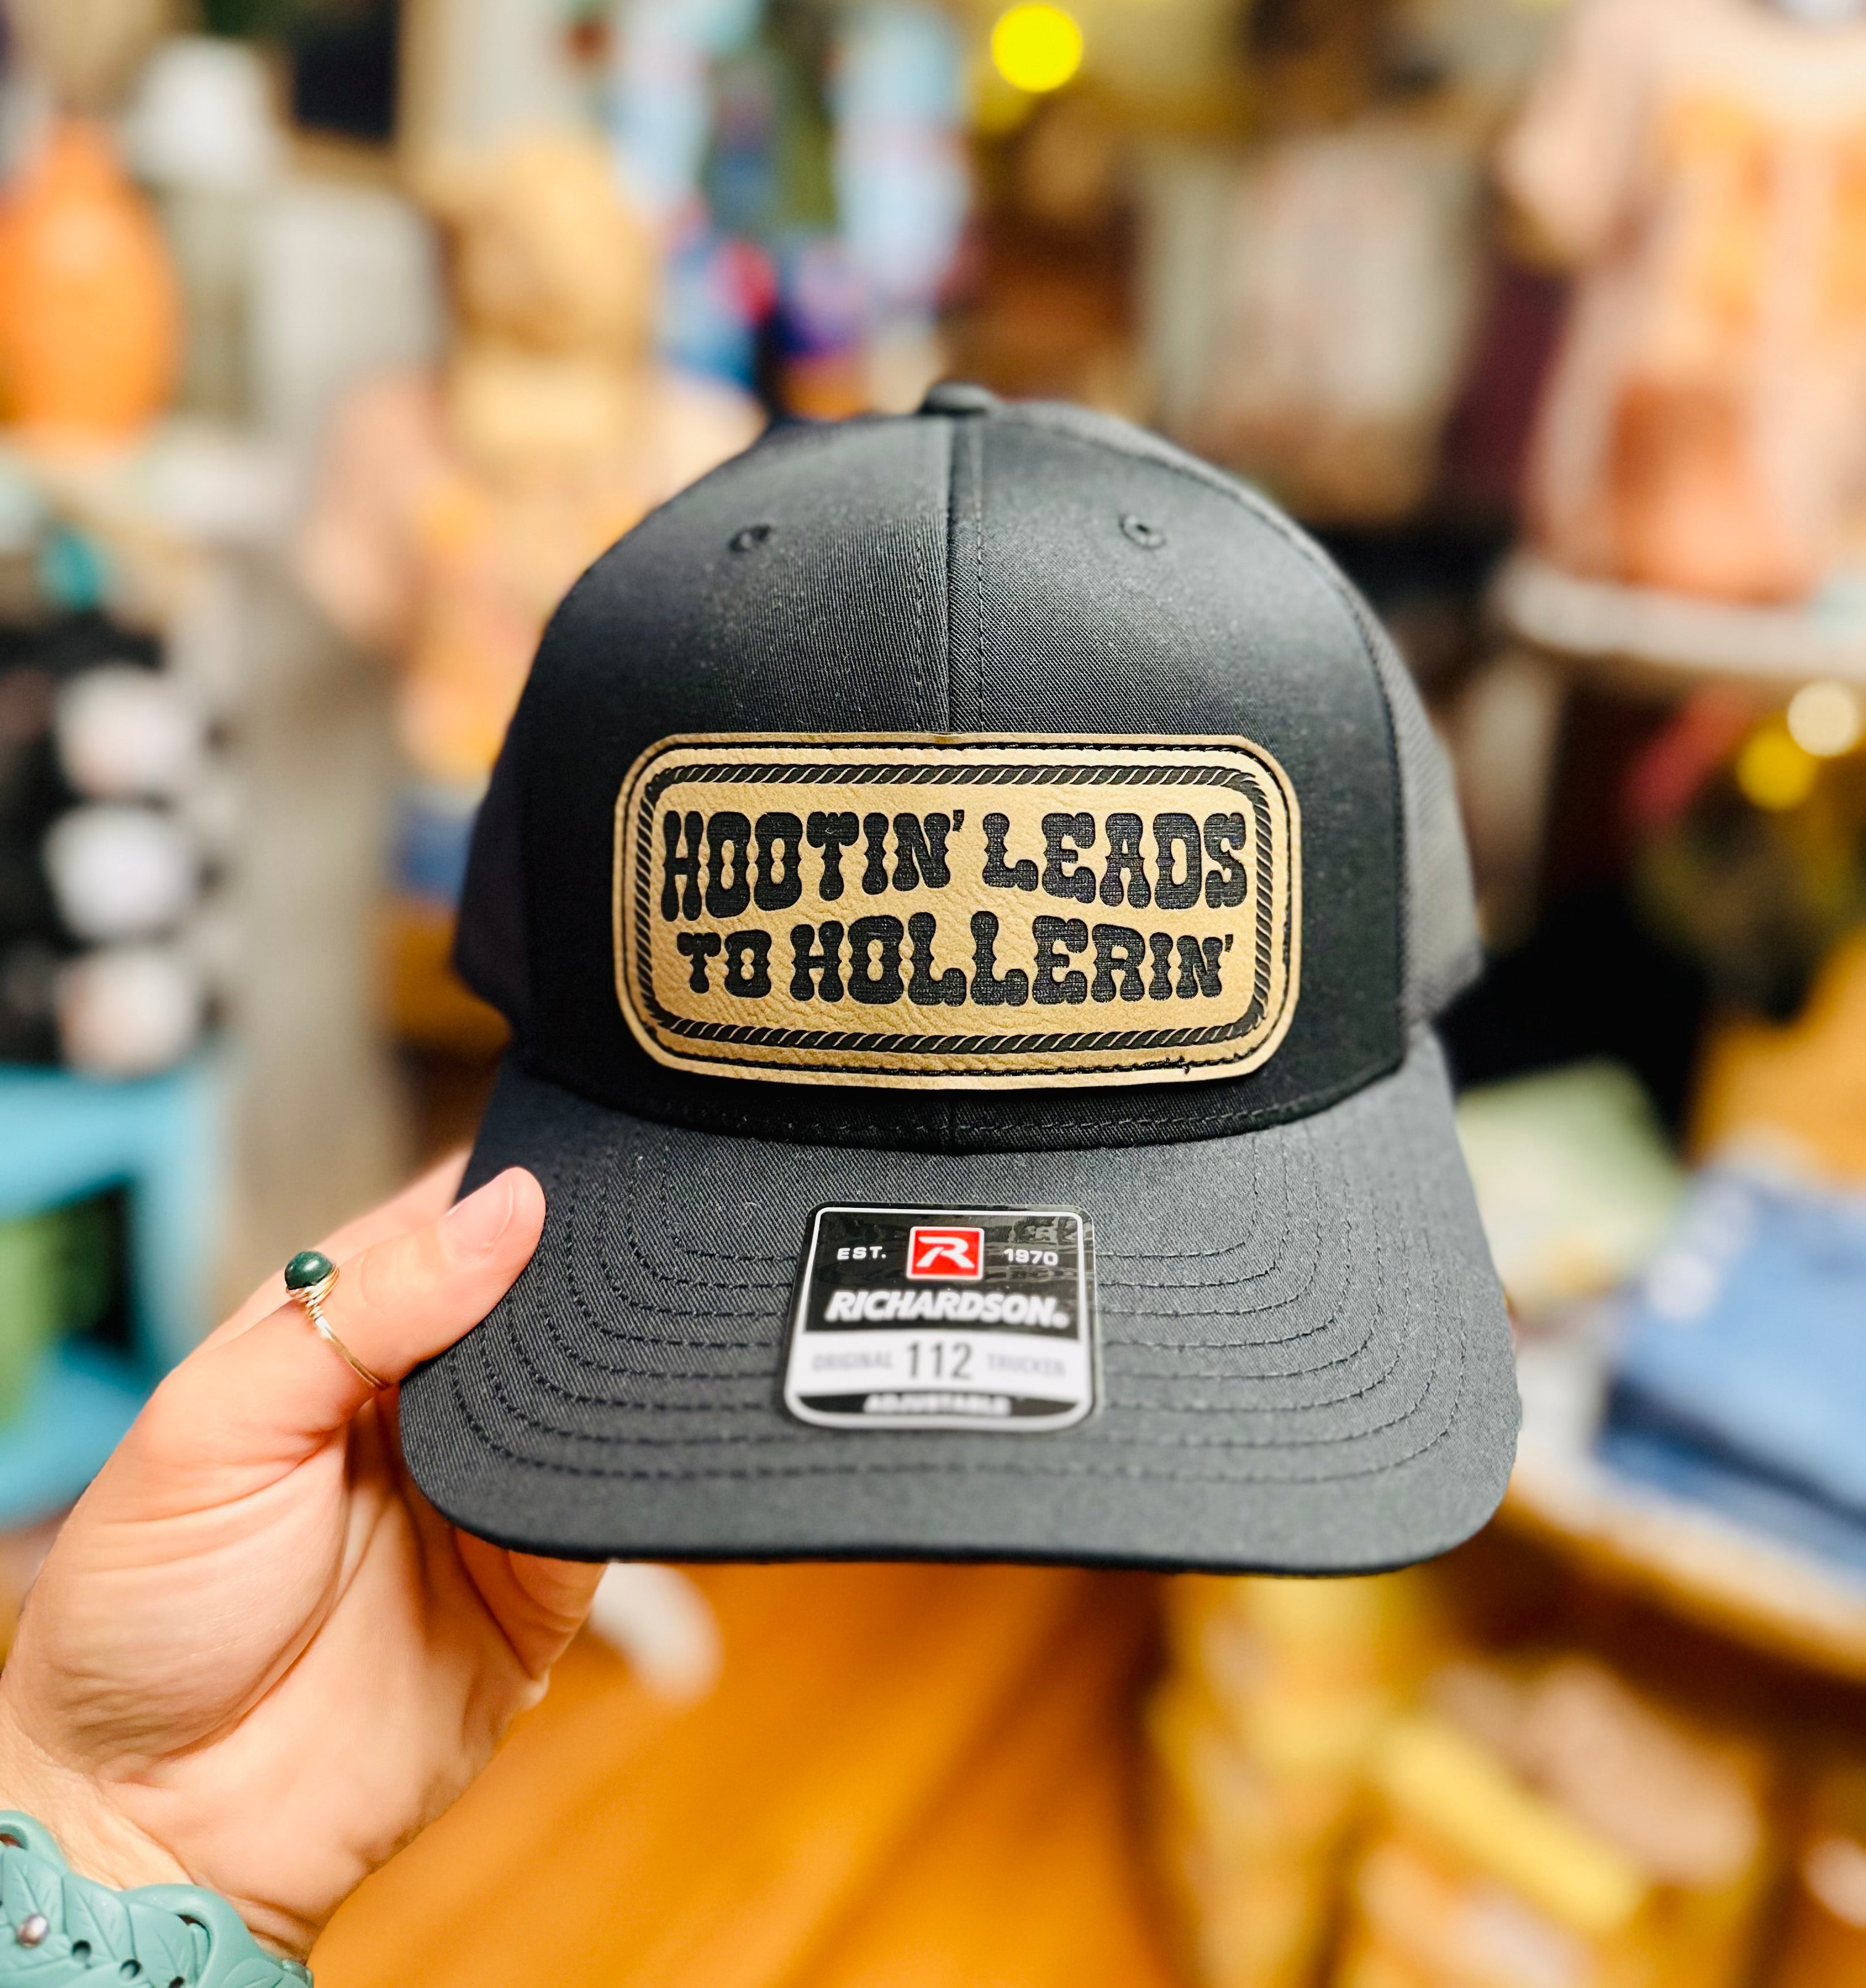 HOOTIN' LEADS
TO HOLLERIN'
EST. R 1970
RICHARDSON®
ORIGINAL 112 TRUCKER
ADJUSTABLE